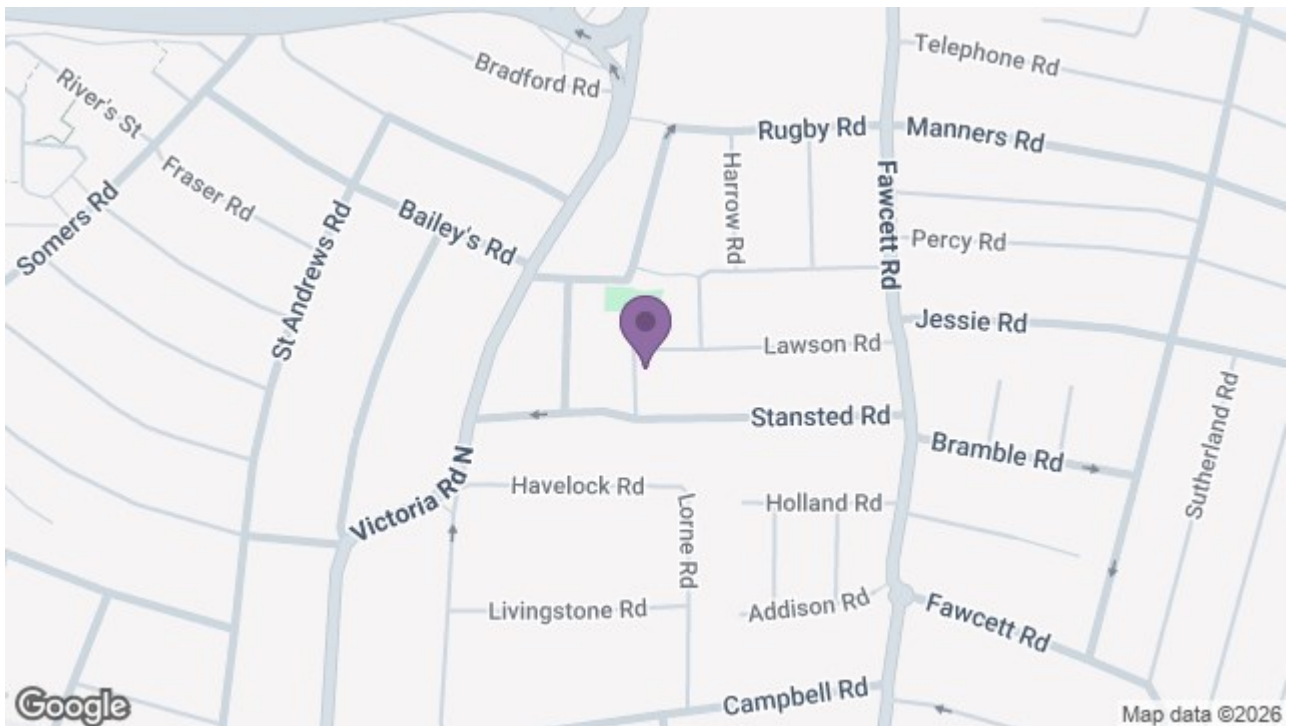 Telephone Rd
Bradford Rd
River's St
Rugby Rd
Manners Rd
Fraser Rd
Harrow Rd
Fawcett Rd
Somers Rd
St Andrews Rd
Bailey's Rd
Percy Rd
Jessie Rd
Lawson Rd
Stansted Rd
Bramble Rd
Sutherland Rd
Victoria Rd N
Havelock Rd
Lorne Rd
Holland Rd
Livingstone Rd
Addison Rd
Fawcett Rd
Campbell Rd
Google
Map data ©2026